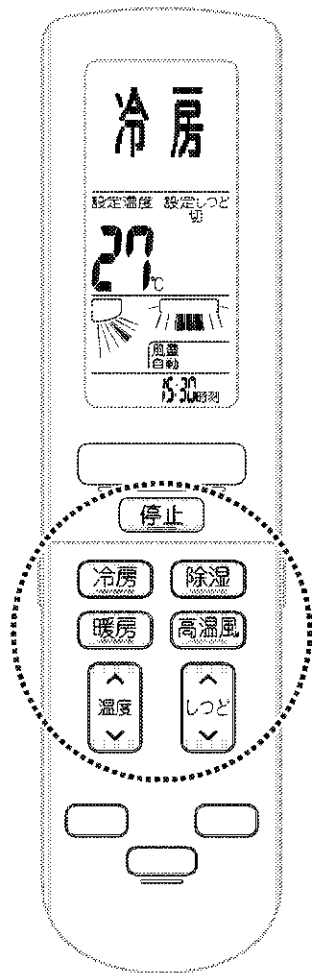 冷房
設定温度 設定しつど
切
27℃
風量
自動
15:30時刻
停止
冷房 除湿
暖房 高温風
温度 しつど